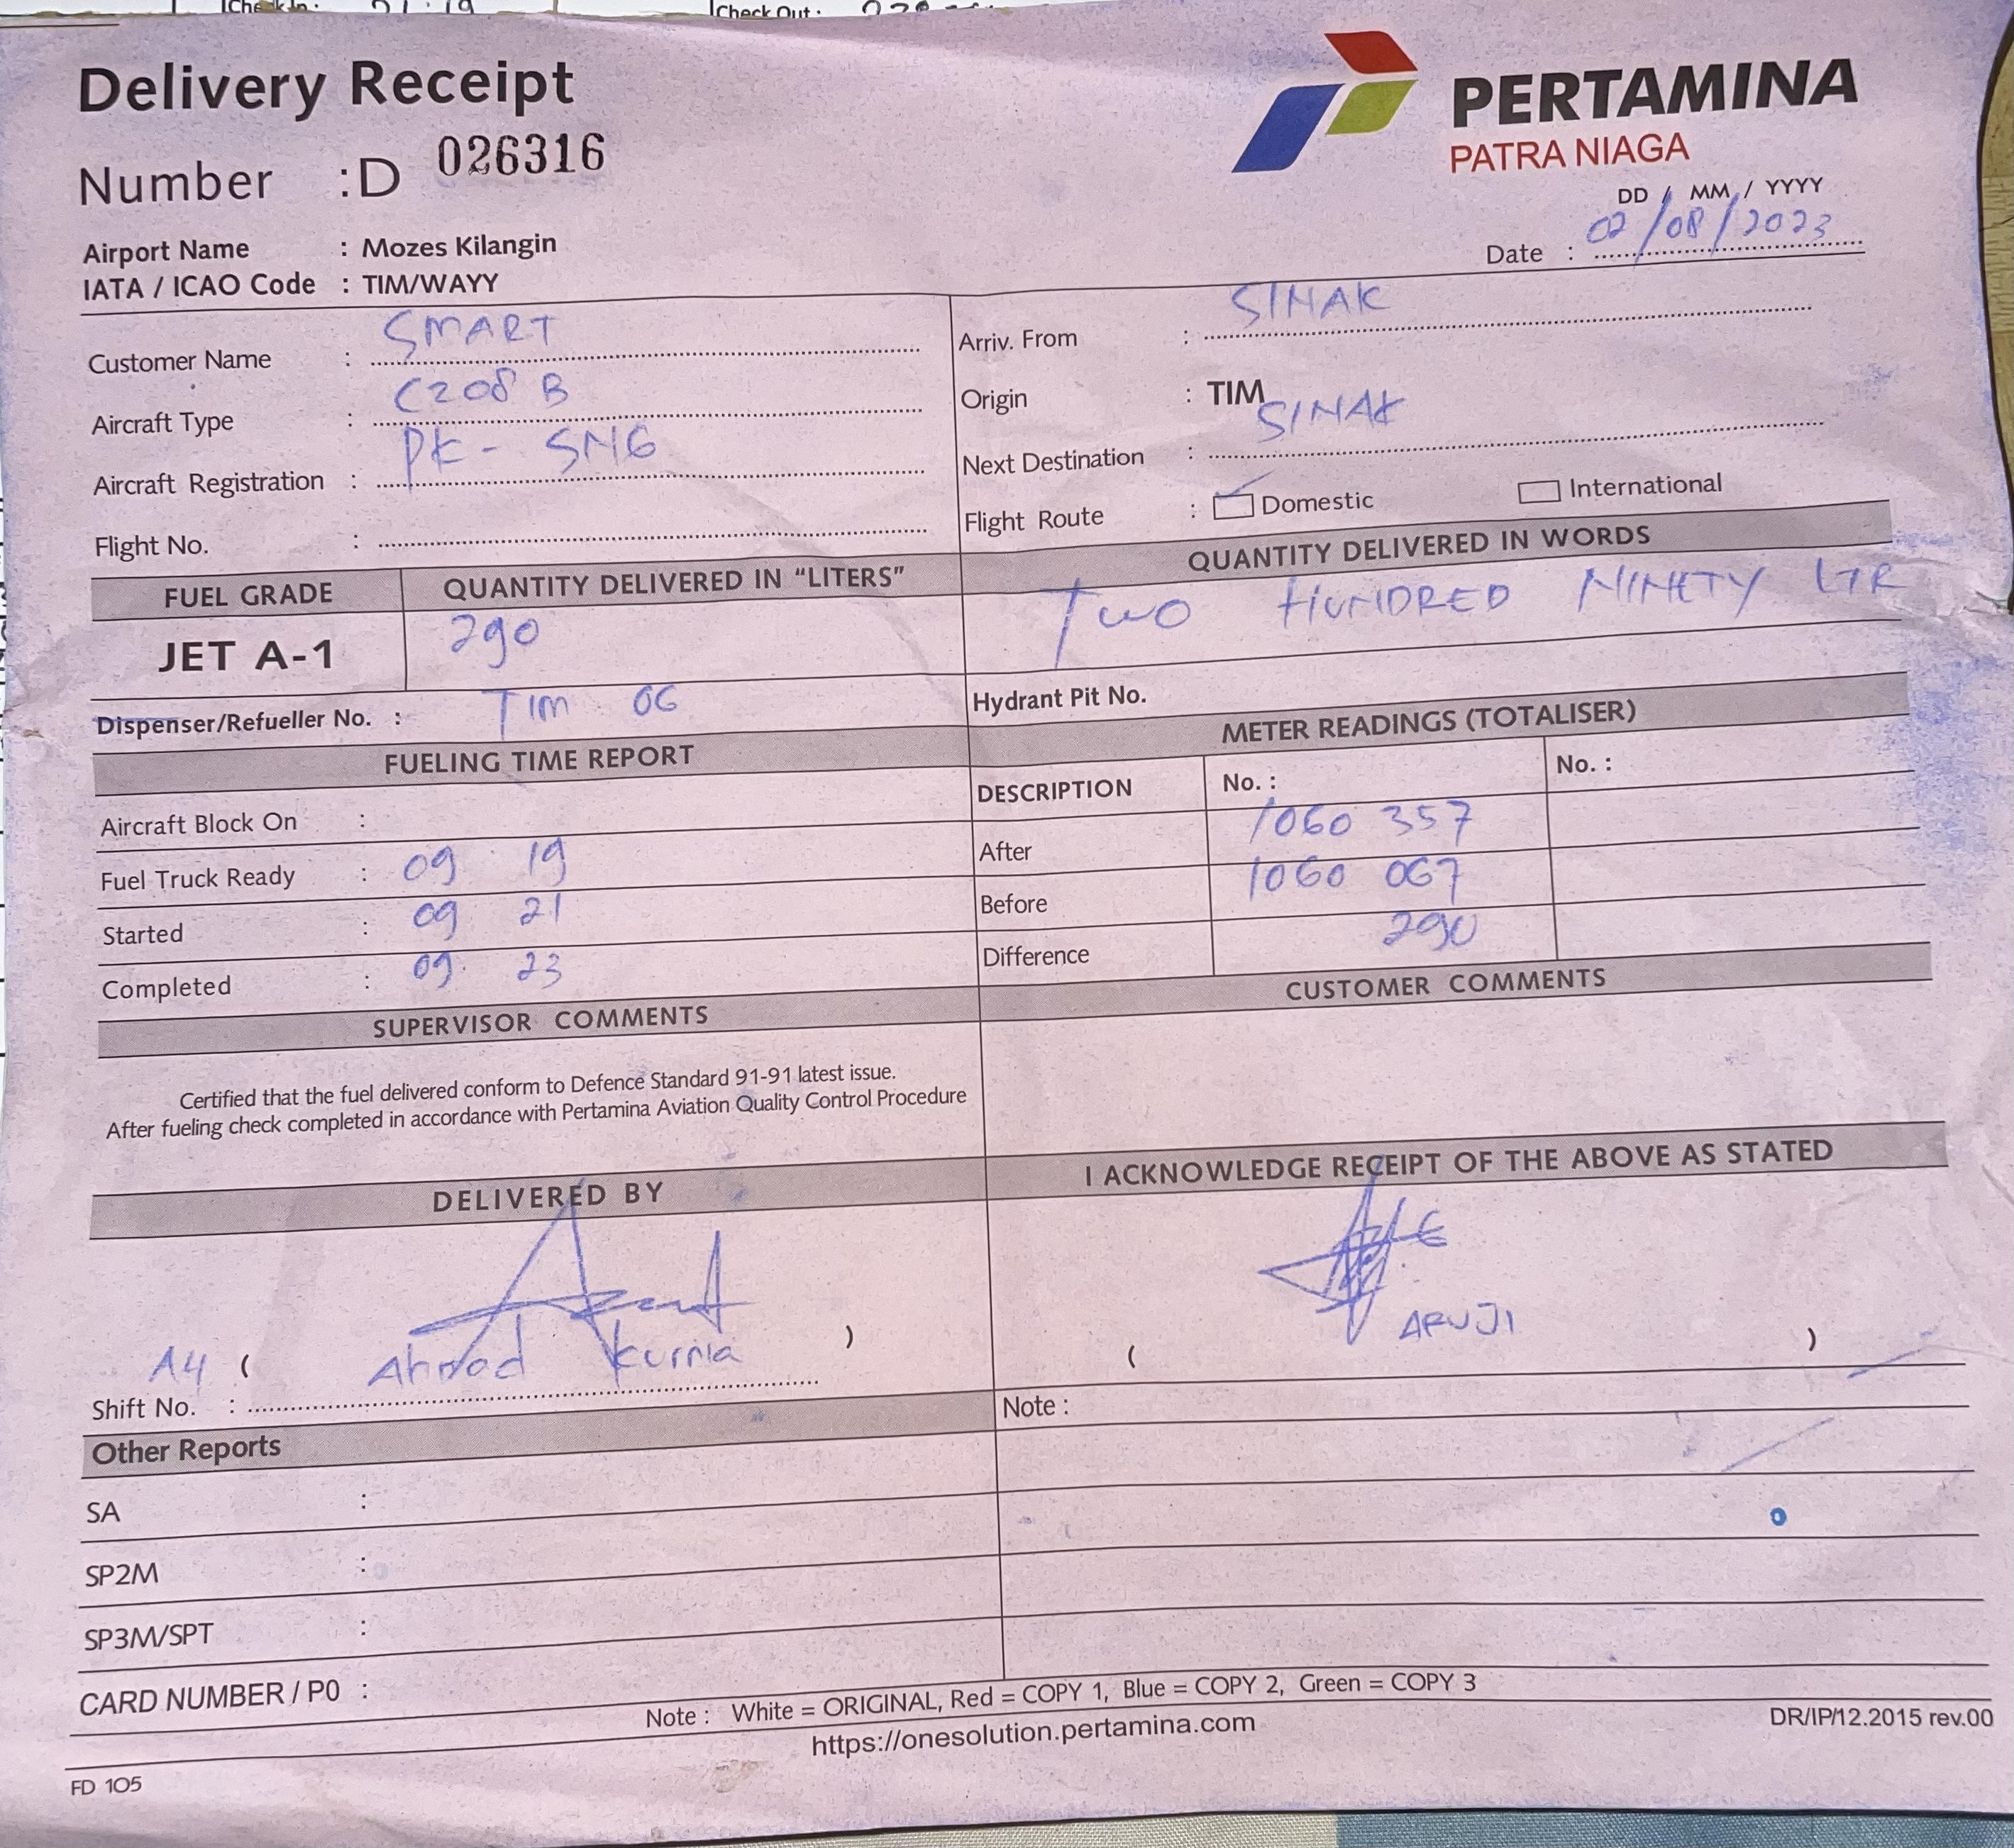 Check In :
Check Out :
Delivery Receipt
PERTAMINA
PATRA NIAGA
Number : D 026316
DD / MM / YYYY
Date : 02/08/2023
Airport Name : Mozes Kilangin
IATA / ICAO Code : TIM/WAYY
Customer Name : SMART
Aircraft Type : C208 B
Aircraft Registration : PK - SNG
Flight No. :
Arriv. From : SINAK
Origin : TIM
Next Destination : SINAK
Flight Route : Domestic International
FUEL GRADE QUANTITY DELIVERED IN “LITERS” QUANTITY DELIVERED IN WORDS
JET A-1 290 TWO HUNDRED NINETY LTR
Dispenser/Refueller No. : TIM 06 Hydrant Pit No.
FUELING TIME REPORT
Aircraft Block On :
Fuel Truck Ready : 09 19
Started : 09 21
Completed : 09 23
METER READINGS (TOTALISER)
DESCRIPTION No. : No. :
After 1060 357
Before 1060 067
Difference 290
SUPERVISOR COMMENTS
Certified that the fuel delivered conform to Defence Standard 91-91 latest issue.
After fueling check completed in accordance with Pertamina Aviation Quality Control Procedure
CUSTOMER COMMENTS
DELIVERED BY
A4 ( Ahmad Kurnia )
Shift No. :
I ACKNOWLEDGE RECEIPT OF THE ABOVE AS STATED
( ARUJI )
Other Reports
Note :
SA :
SP2M :
SP3M/SPT :
CARD NUMBER / P0 :
Note : White = ORIGINAL, Red = COPY 1, Blue = COPY 2, Green = COPY 3
https://onesolution.pertamina.com
DR/IP/12.2015 rev.00
FD 105